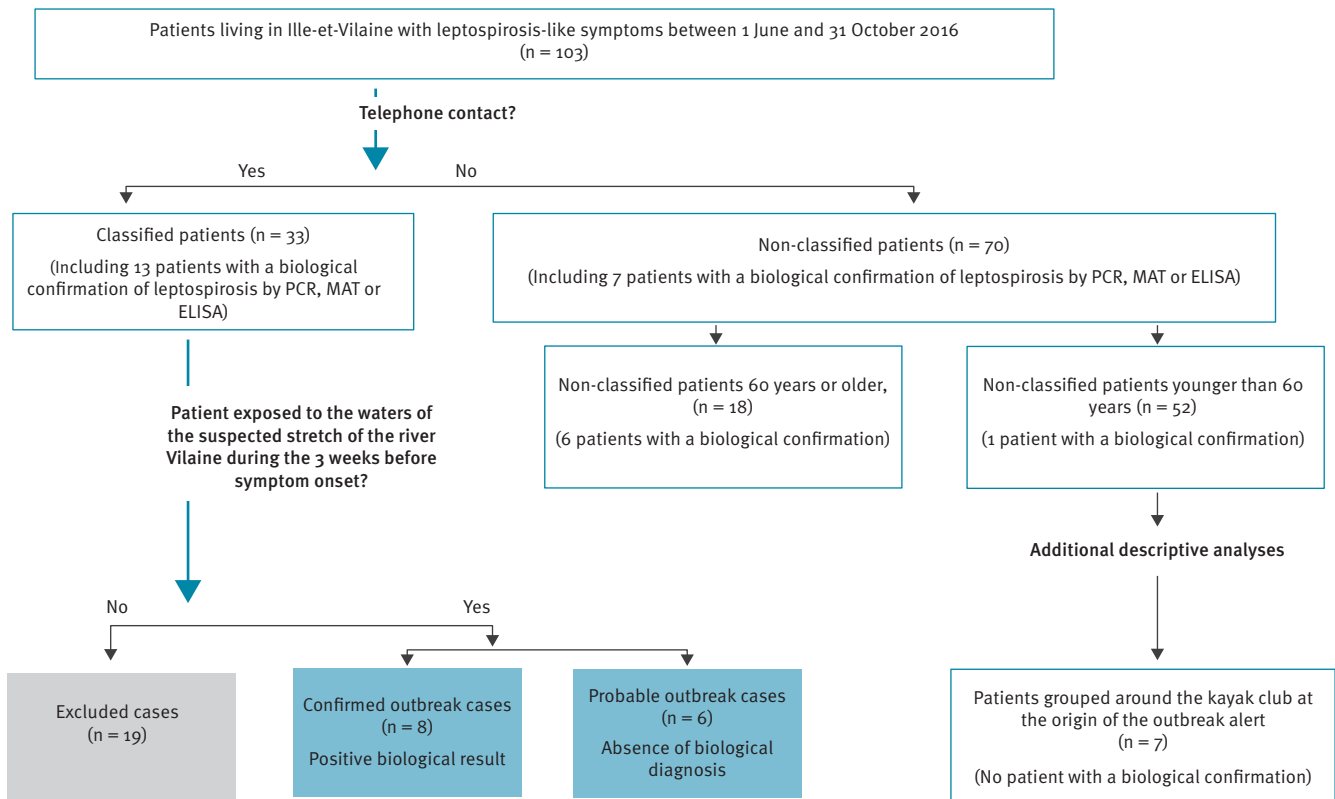 Patients living in Ille-et-Vilaine with leptospirosis-like symptoms between 1 June and 31 October 2016
(n = 103)
Telephone contact?
Yes
No
Classified patients (n = 33)
(Including 13 patients with a biological
confirmation of leptospirosis by PCR, MAT or
ELISA)
Non-classified patients (n = 70)
(Including 7 patients with a biological confirmation of leptospirosis by PCR, MAT or ELISA)
Non-classified patients 60 years or older,
(n = 18)
(6 patients with a biological confirmation)
Non-classified patients younger than 60
years (n = 52)
(1 patient with a biological confirmation)
Patient exposed to the waters of
the suspected stretch of the river
Vilaine during the 3 weeks before
symptom onset?
Additional descriptive analyses
No
Yes
Excluded cases
(n = 19)
Confirmed outbreak cases
(n = 8)
Positive biological result
Probable outbreak cases
(n = 6)
Absence of biological
diagnosis
Patients grouped around the kayak club at
the origin of the outbreak alert
(n = 7)
(No patient with a biological confirmation)